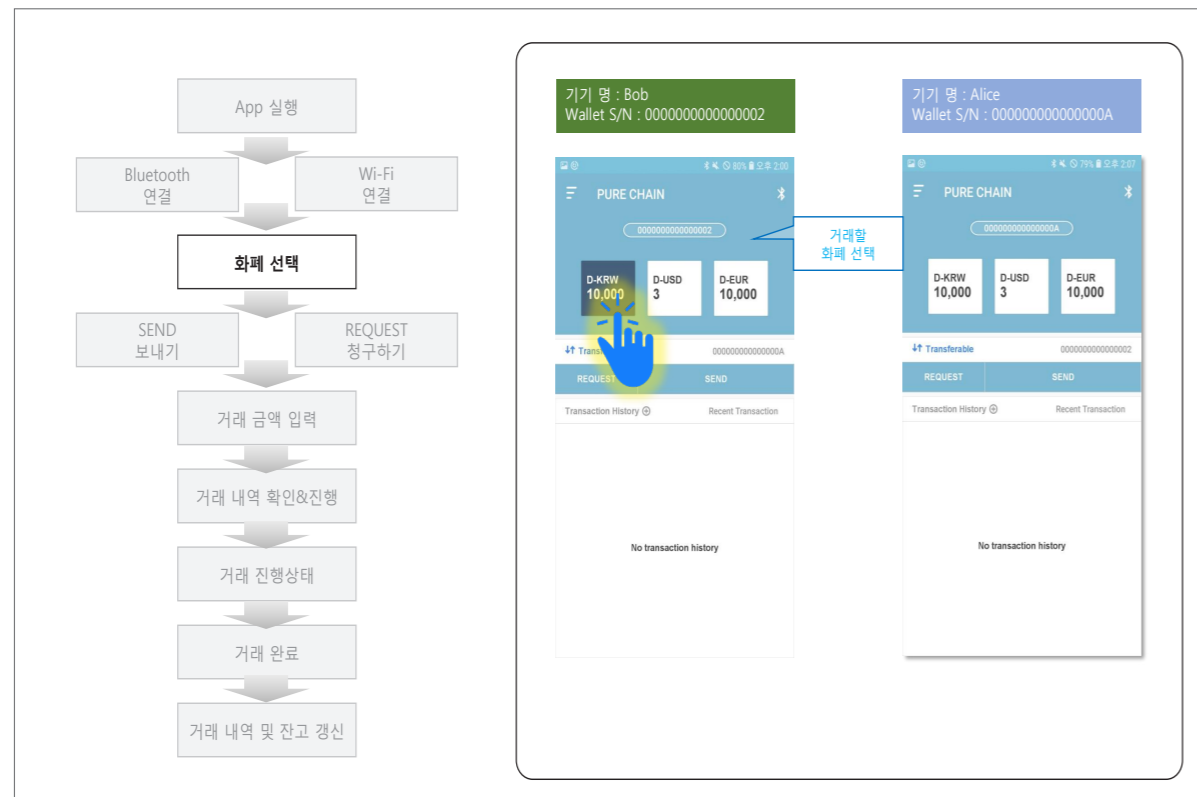 App 실행
Bluetooth
연결
Wi-Fi
연결
화폐 선택
SEND
보내기
REQUEST
청구하기
거래 금액 입력
거래 내역 확인&진행
거래 진행상태
거래 완료
거래 내역 및 잔고 갱신
기기 명 : Bob
Wallet S/N : 0000000000000002
80% 오후 2:00
PURE CHAIN
0000000000000002
D-KRW
10,000
D-USD
3
D-EUR
10,000
000000000000000A
REQUEST
SEND
Transaction History
Recent Transaction
No transaction history
거래할
화폐 선택
기기 명 : Alice
Wallet S/N : 000000000000000A
79% 오후 2:07
PURE CHAIN
000000000000000A
D-KRW
10,000
D-USD
3
D-EUR
10,000
Transferable
0000000000000002
REQUEST
SEND
Transaction History
Recent Transaction
No transaction history